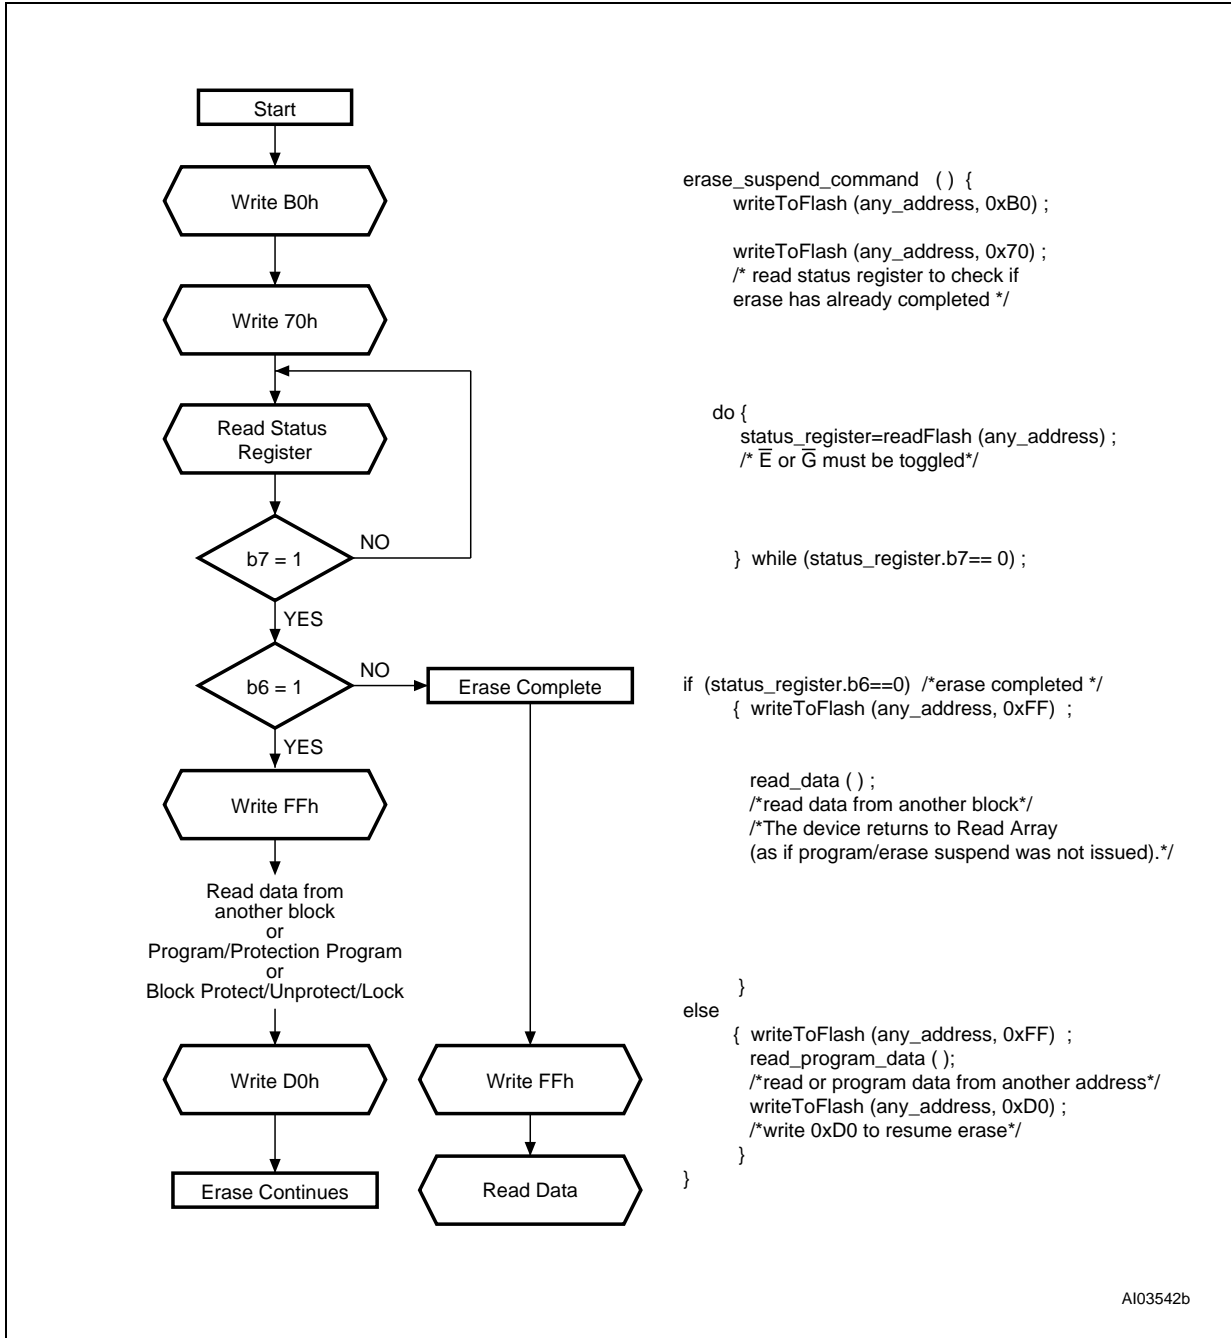 Start
Write B0h
Write 70h
Read Status
Register
b7 = 1
NO
YES
b6 = 1
NO
Erase Complete
YES
Write FFh
Read data from
another block
or
Program/Protection Program
or
Block Protect/Unprotect/Lock
Write D0h
Write FFh
Erase Continues
Read Data
erase_suspend_command ( ) {
writeToFlash (any_address, 0xB0) ;
writeToFlash (any_address, 0x70) ;
/* read status register to check if
erase has already completed */
do {
status_register=readFlash (any_address) ;
/* E̅ or G̅ must be toggled*/
} while (status_register.b7== 0) ;
if (status_register.b6==0) /*erase completed */
{ writeToFlash (any_address, 0xFF) ;
read_data ( ) ;
/*read data from another block*/
/*The device returns to Read Array
(as if program/erase suspend was not issued).*/
}
else
{ writeToFlash (any_address, 0xFF) ;
read_program_data ( );
/*read or program data from another address*/
writeToFlash (any_address, 0xD0) ;
/*write 0xD0 to resume erase*/
}
}
AI03542b